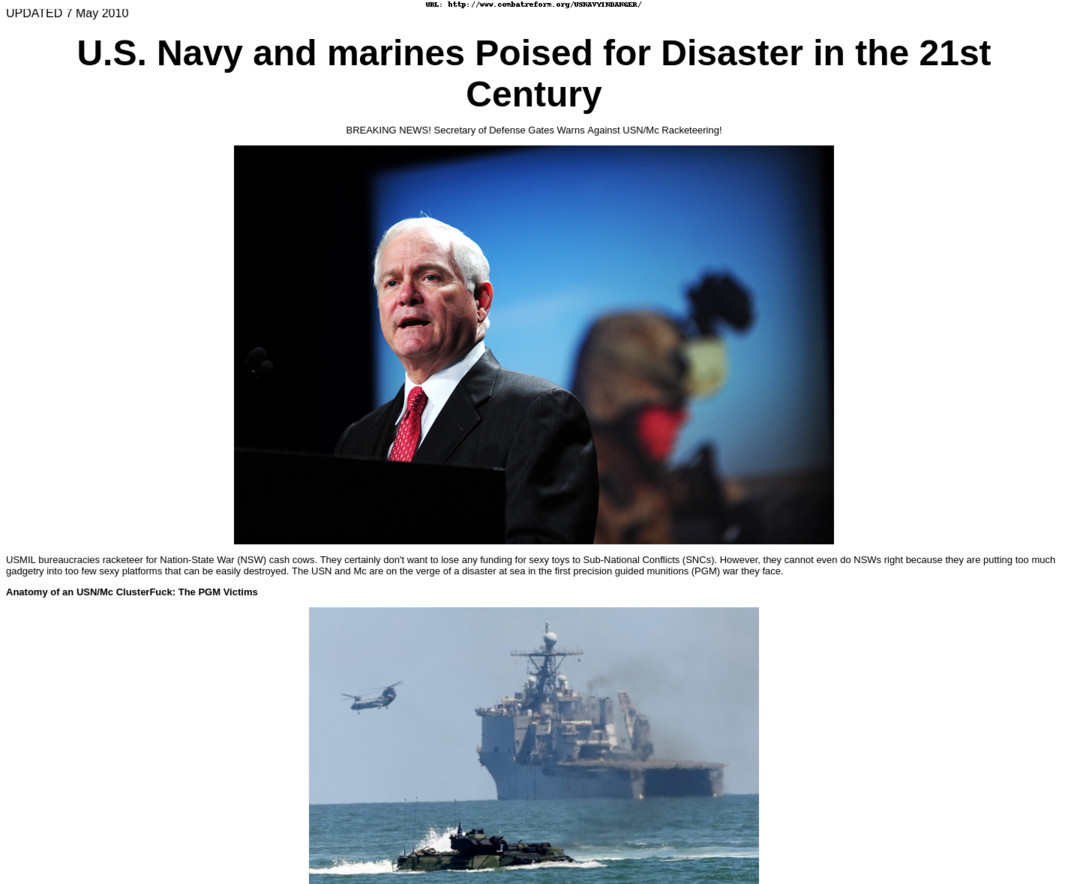 URL: http://www.combatreform.org/USNAVYINDANGER/
UPDATED 7 May 2010
U.S. Navy and marines Poised for Disaster in the 21st
Century
BREAKING NEWS! Secretary of Defense Gates Warns Against USN/Mc Racketeering!
USMIL bureaucracies racketeer for Nation-State War (NSW) cash cows. They certainly don't want to lose any funding for sexy toys to Sub-National Conflicts (SNCs). However, they cannot even do NSWs right because they are putting too much
gadgetry into too few sexy platforms that can be easily destroyed. The USN and Mc are on the verge of a disaster at sea in the first precision guided munitions (PGM) war they face.
Anatomy of an USN/Mc ClusterFuck: The PGM Victims